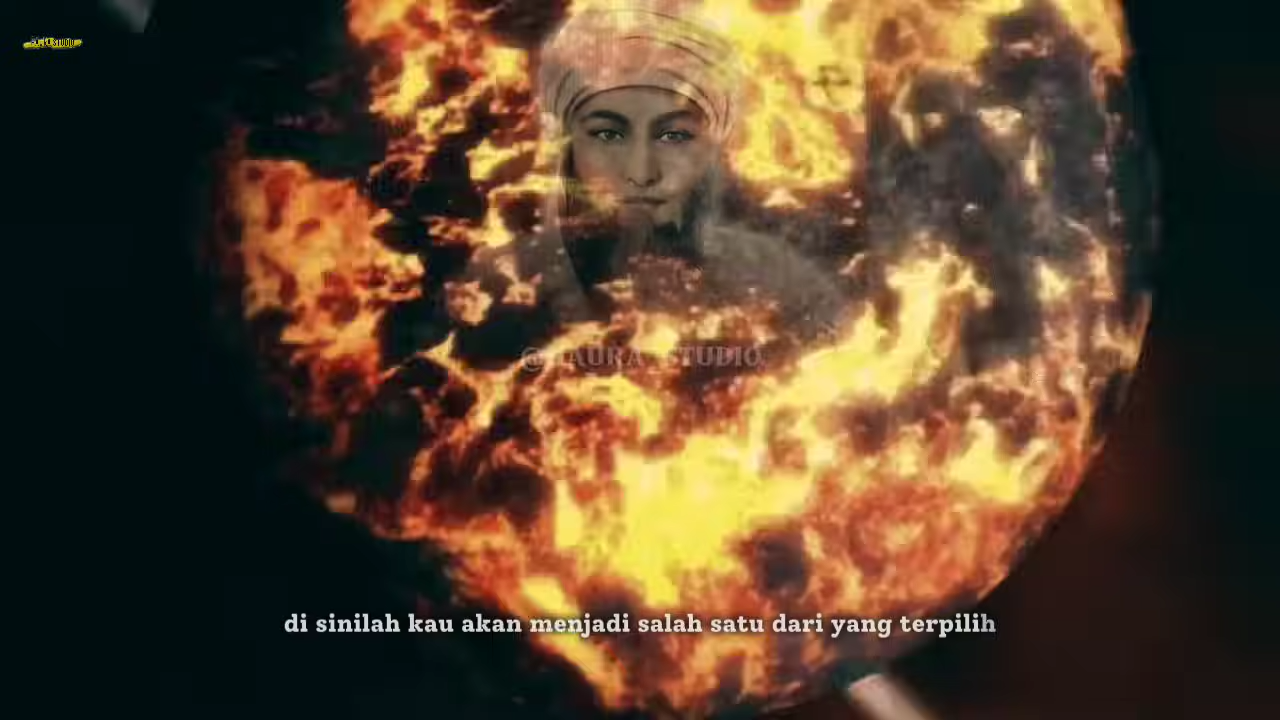 di sinilah kau akan menjadi salah satu dari yang terpilih